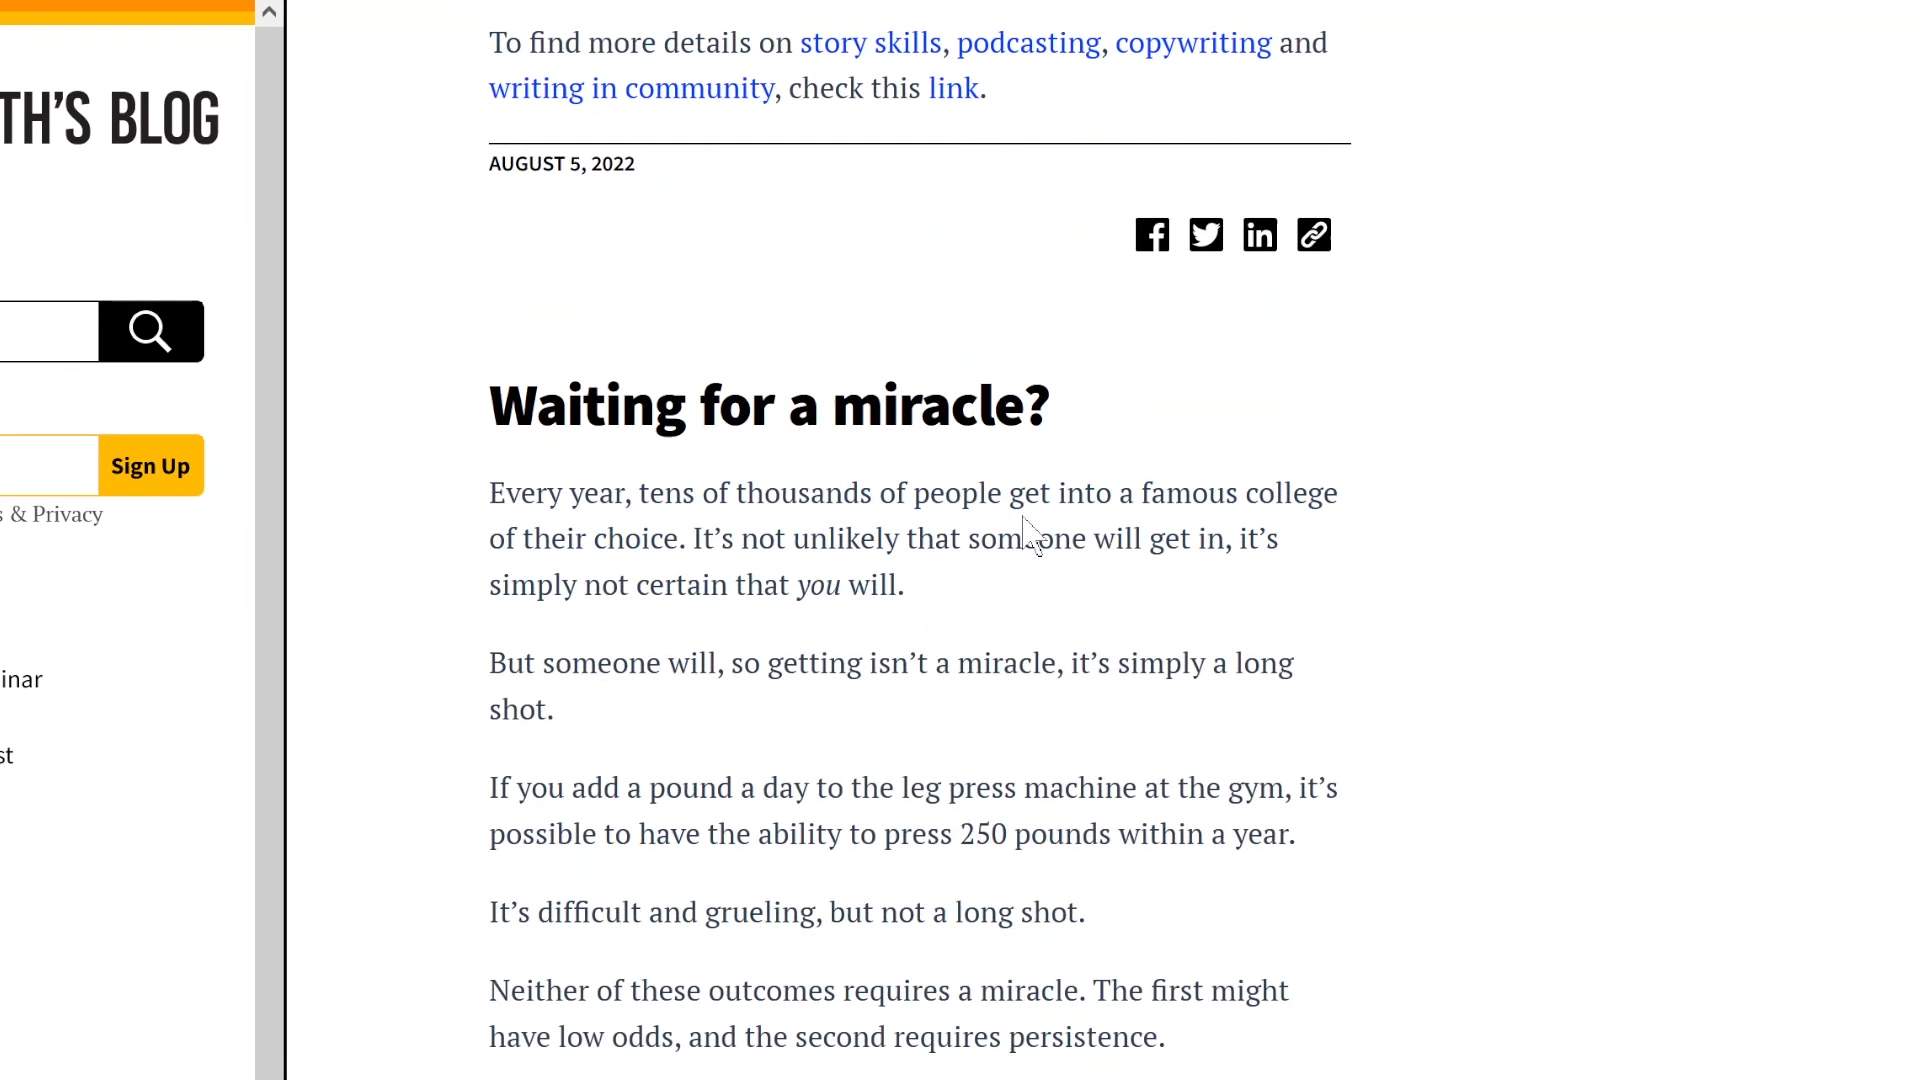 TH’S BLOG
Sign Up
& Privacy
To find more details on story skills, podcasting, copywriting and
writing in community, check this link.
AUGUST 5, 2022
Waiting for a miracle?
Every year, tens of thousands of people get into a famous college
of their choice. It’s not unlikely that someone will get in, it’s
simply not certain that you will.
But someone will, so getting isn’t a miracle, it’s simply a long
shot.
If you add a pound a day to the leg press machine at the gym, it’s
possible to have the ability to press 250 pounds within a year.
It’s difficult and grueling, but not a long shot.
Neither of these outcomes requires a miracle. The first might
have low odds, and the second requires persistence.